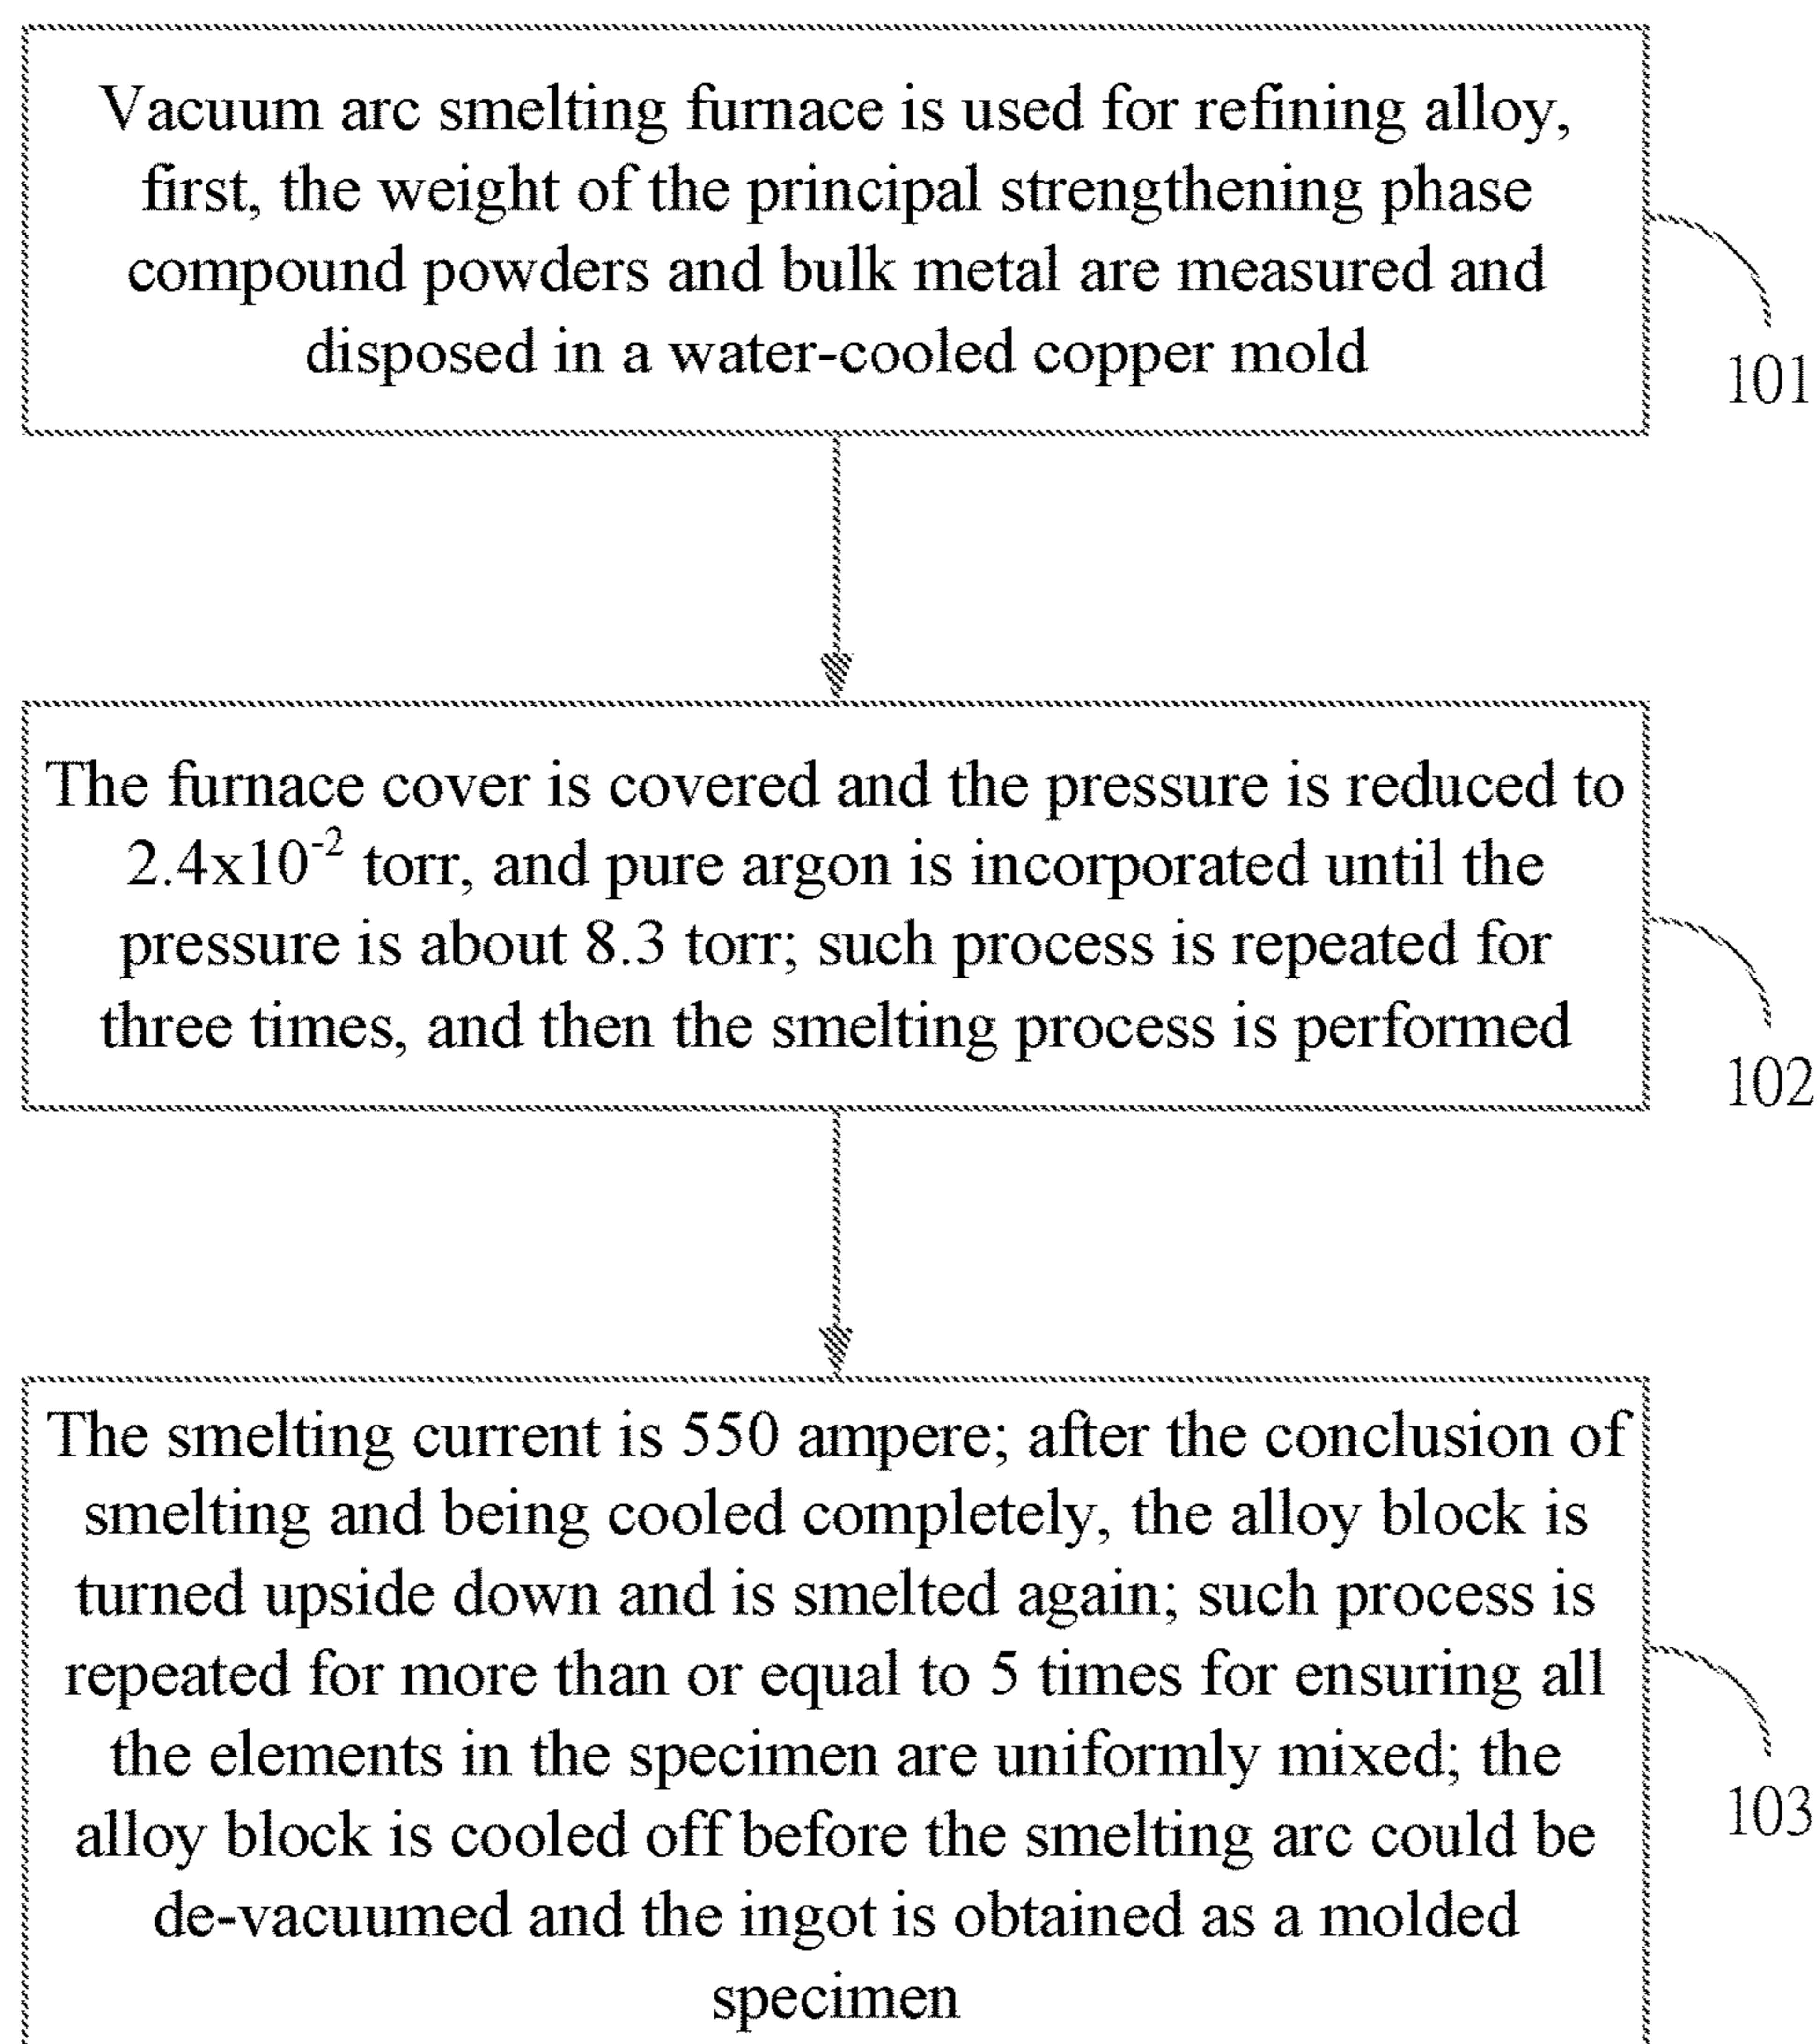 Vacuum arc smelting furnace is used for refining alloy,
first, the weight of the principal strengthening phase
compound powders and bulk metal are measured and
disposed in a water-cooled copper mold
101
The furnace cover is covered and the pressure is reduced to
2.4x10⁻² torr, and pure argon is incorporated until the
pressure is about 8.3 torr; such process is repeated for
three times, and then the smelting process is performed
102
The smelting current is 550 ampere; after the conclusion of
smelting and being cooled completely, the alloy block is
turned upside down and is smelted again; such process is
repeated for more than or equal to 5 times for ensuring all
the elements in the specimen are uniformly mixed; the
alloy block is cooled off before the smelting arc could be
de-vacuumed and the ingot is obtained as a molded
specimen
103